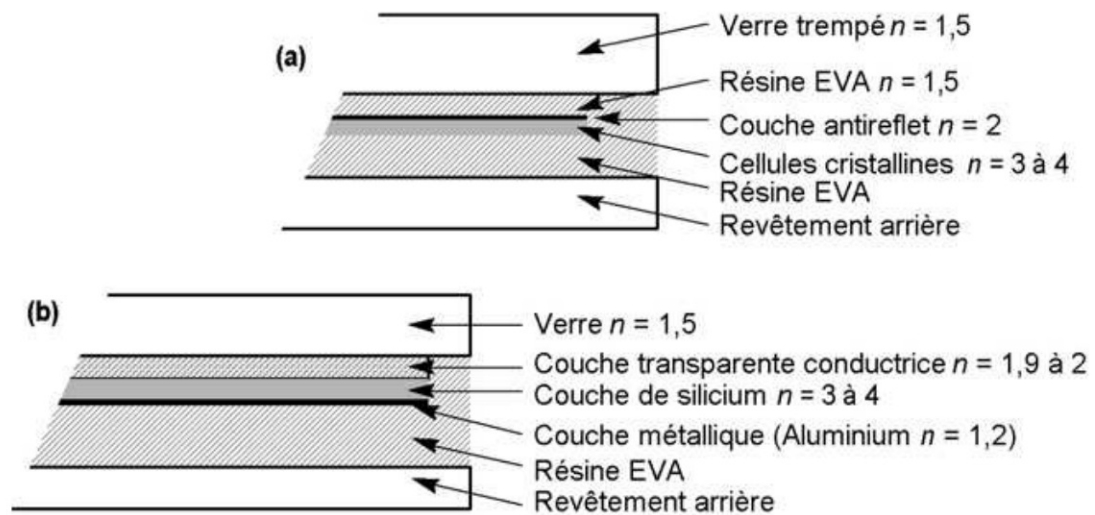 (a)
Verre trempé n = 1,5
Résine EVA n = 1,5
Couche antireflet n = 2
Cellules cristallines n = 3 à 4
Résine EVA
Revêtement arrière
(b)
Verre n = 1,5
Couche transparente conductrice n = 1,9 à 2
Couche de silicium n = 3 à 4
Couche métallique (Aluminium n = 1,2)
Résine EVA
Revêtement arrière